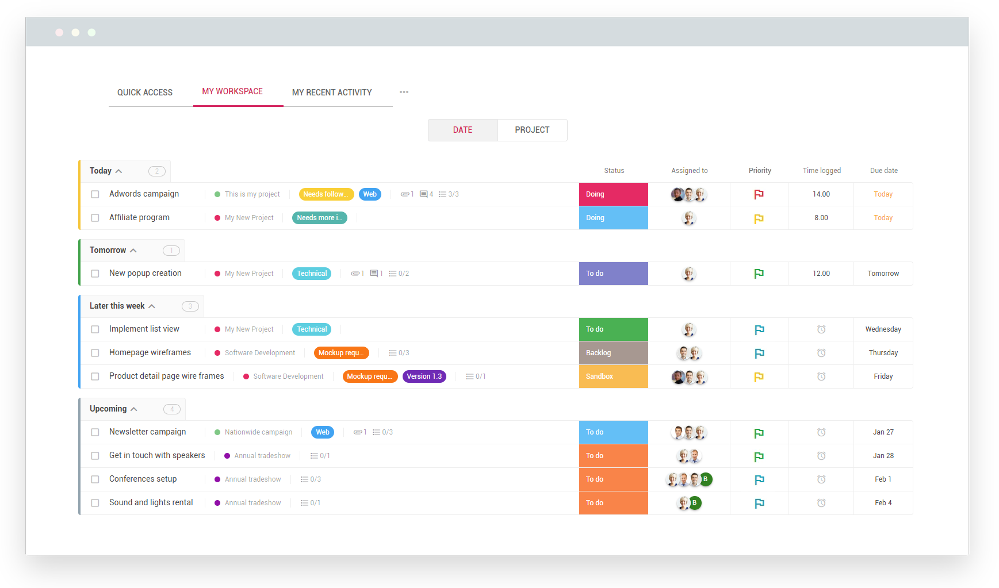 QUICK ACCESS MY WORKSPACE MY RECENT ACTIVITY
DATE PROJECT
Today 2 Status Assigned to Priority Time logged Due date
Adwords campaign This is my project Needs follow... Web 1 4 3/3 Doing 14.00 Today
Affiliate program My New Project Needs more i... Doing 8.00 Today
Tomorrow 1
New popup creation My New Project Technical 1 1 0/2 To do 12.00 Tomorrow
Later this week 3
Implement list view My New Project Technical To do Wednesday
Homepage wireframes Software Development Mockup requ... 0/3 Backlog Thursday
Product detail page wire frames Software Development Mockup requ... Version 1.3 0/1 Sandbox Friday
Upcoming 4
Newsletter campaign Nationwide campaign Web 1 0/3 To do Jan 27
Get in touch with speakers Annual tradeshow 0/1 To do Jan 28
Conferences setup Annual tradeshow 0/3 To do B Feb 1
Sound and lights rental Annual tradeshow 0/1 To do B Feb 4